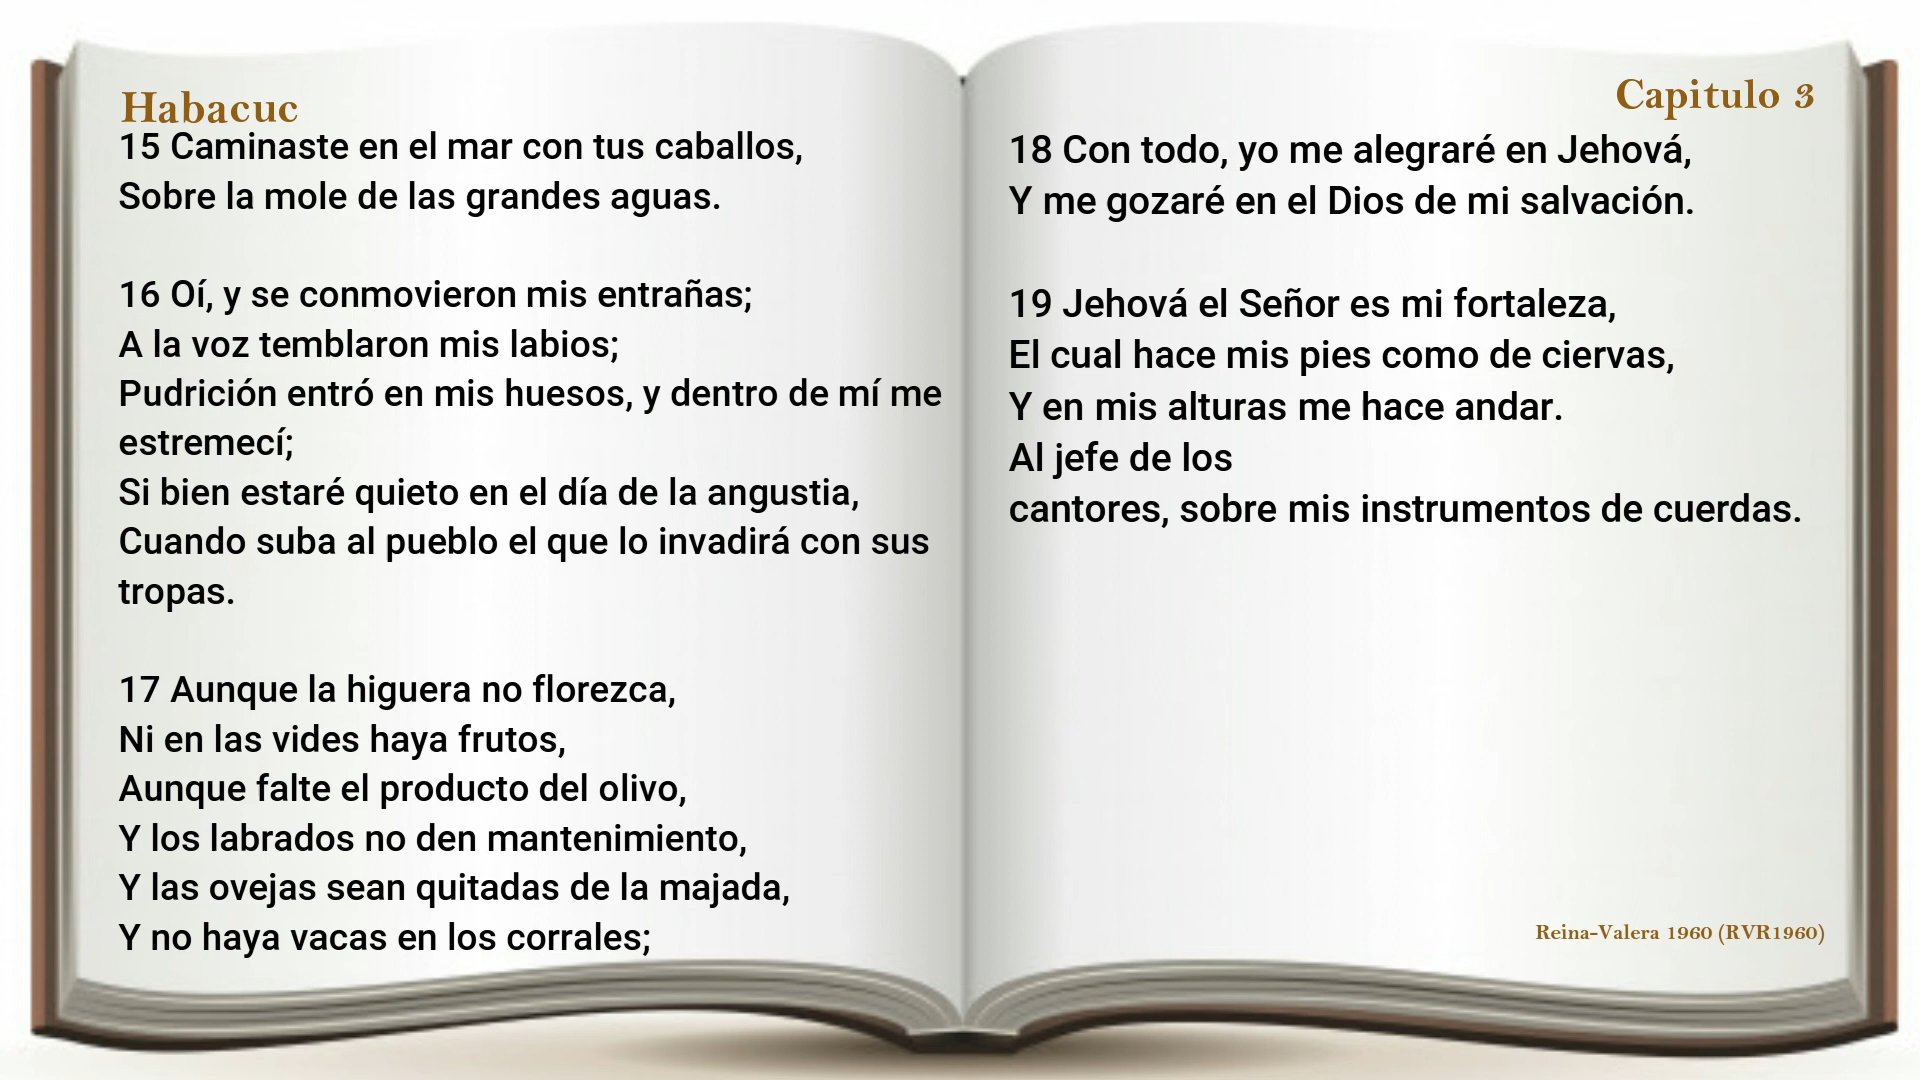 Habacuc
15 Caminaste en el mar con tus caballos,
Sobre la mole de las grandes aguas.
16 Oí, y se conmovieron mis entrañas;
A la voz temblaron mis labios;
Pudrición entró en mis huesos, y dentro de mí me
estremecí;
Si bien estaré quieto en el día de la angustia,
Cuando suba al pueblo el que lo invadirá con sus
tropas.
17 Aunque la higuera no florezca,
Ni en las vides haya frutos,
Aunque falte el producto del olivo,
Y los labrados no den mantenimiento,
Y las ovejas sean quitadas de la majada,
Y no haya vacas en los corrales;
Capitulo 3
18 Con todo, yo me alegraré en Jehová,
Y me gozaré en el Dios de mi salvación.
19 Jehová el Señor es mi fortaleza,
El cual hace mis pies como de ciervas,
Y en mis alturas me hace andar.
Al jefe de los
cantores, sobre mis instrumentos de cuerdas.
Reina-Valera 1960 (RVR1960)